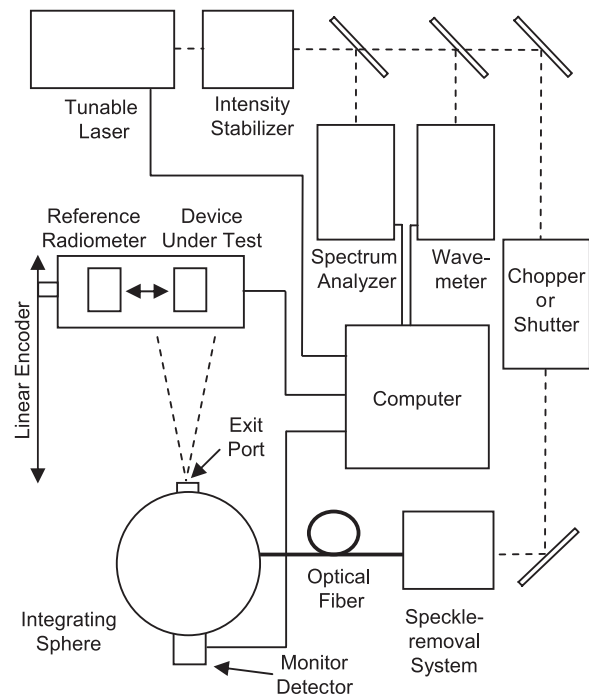 Tunable
Laser
Intensity
Stabilizer
Reference
Radiometer
Device
Under Test
Spectrum
Analyzer
Wave-
meter
Chopper
or
Shutter
Linear Encoder
Computer
Exit
Port
Optical
Fiber
Integrating
Sphere
Speckle-
removal
System
Monitor
Detector